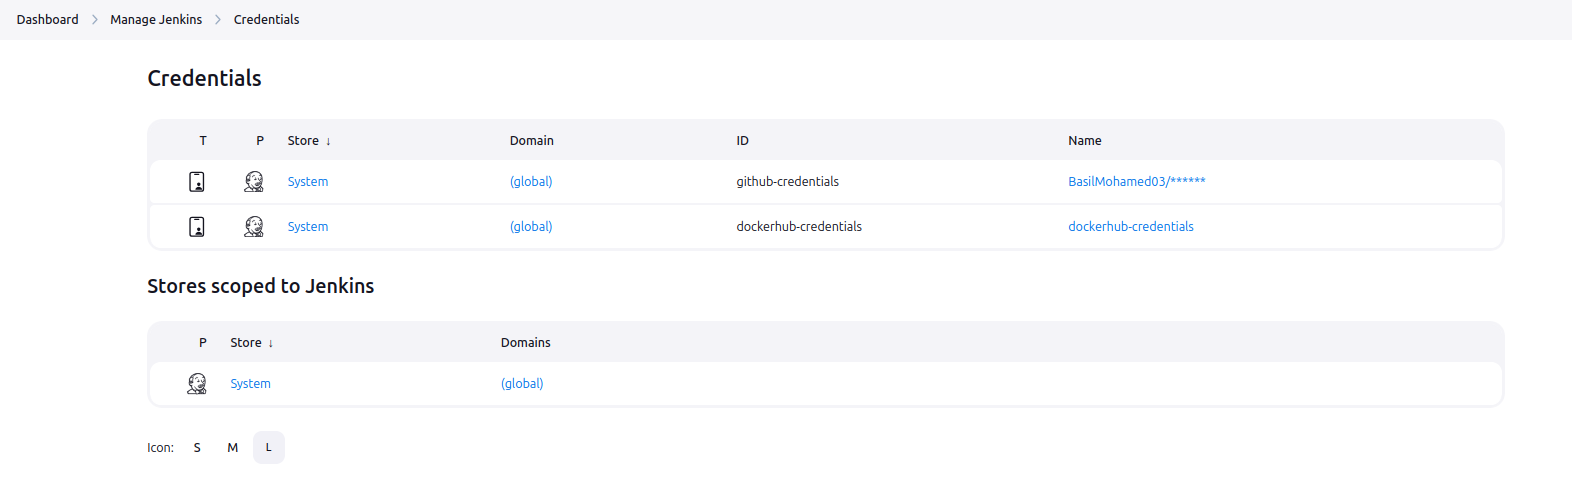 Dashboard > Manage Jenkins > Credentials
Credentials
T P Store ↓ Domain ID Name
System (global) github-credentials BasilMohamed03/******
System (global) dockerhub-credentials dockerhub-credentials
Stores scoped to Jenkins
P Store ↓ Domains
System (global)
Icon: S M L